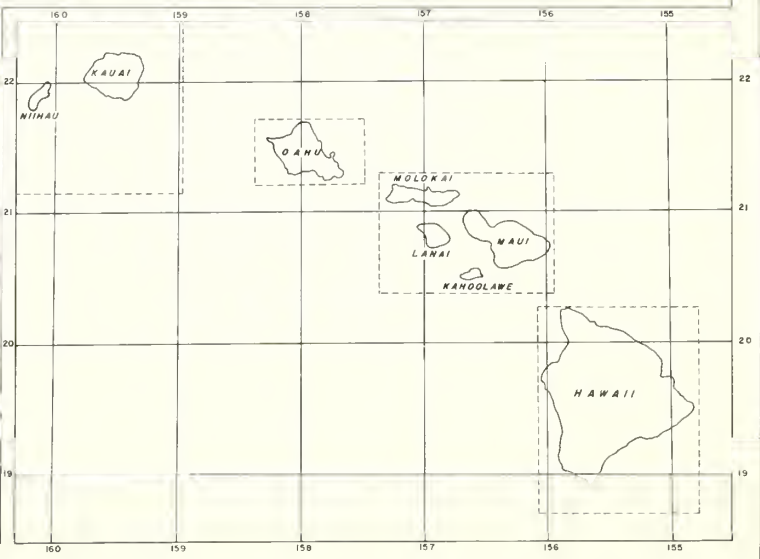 160 159 158 157 156 155
KAUAI
22 22
NIIHAU
OAHU
MOLOKAI
21 21
MAUI
LANAI
KAHOOLAWE
20 20
HAWAII
19 19
160 159 158 157 156 155